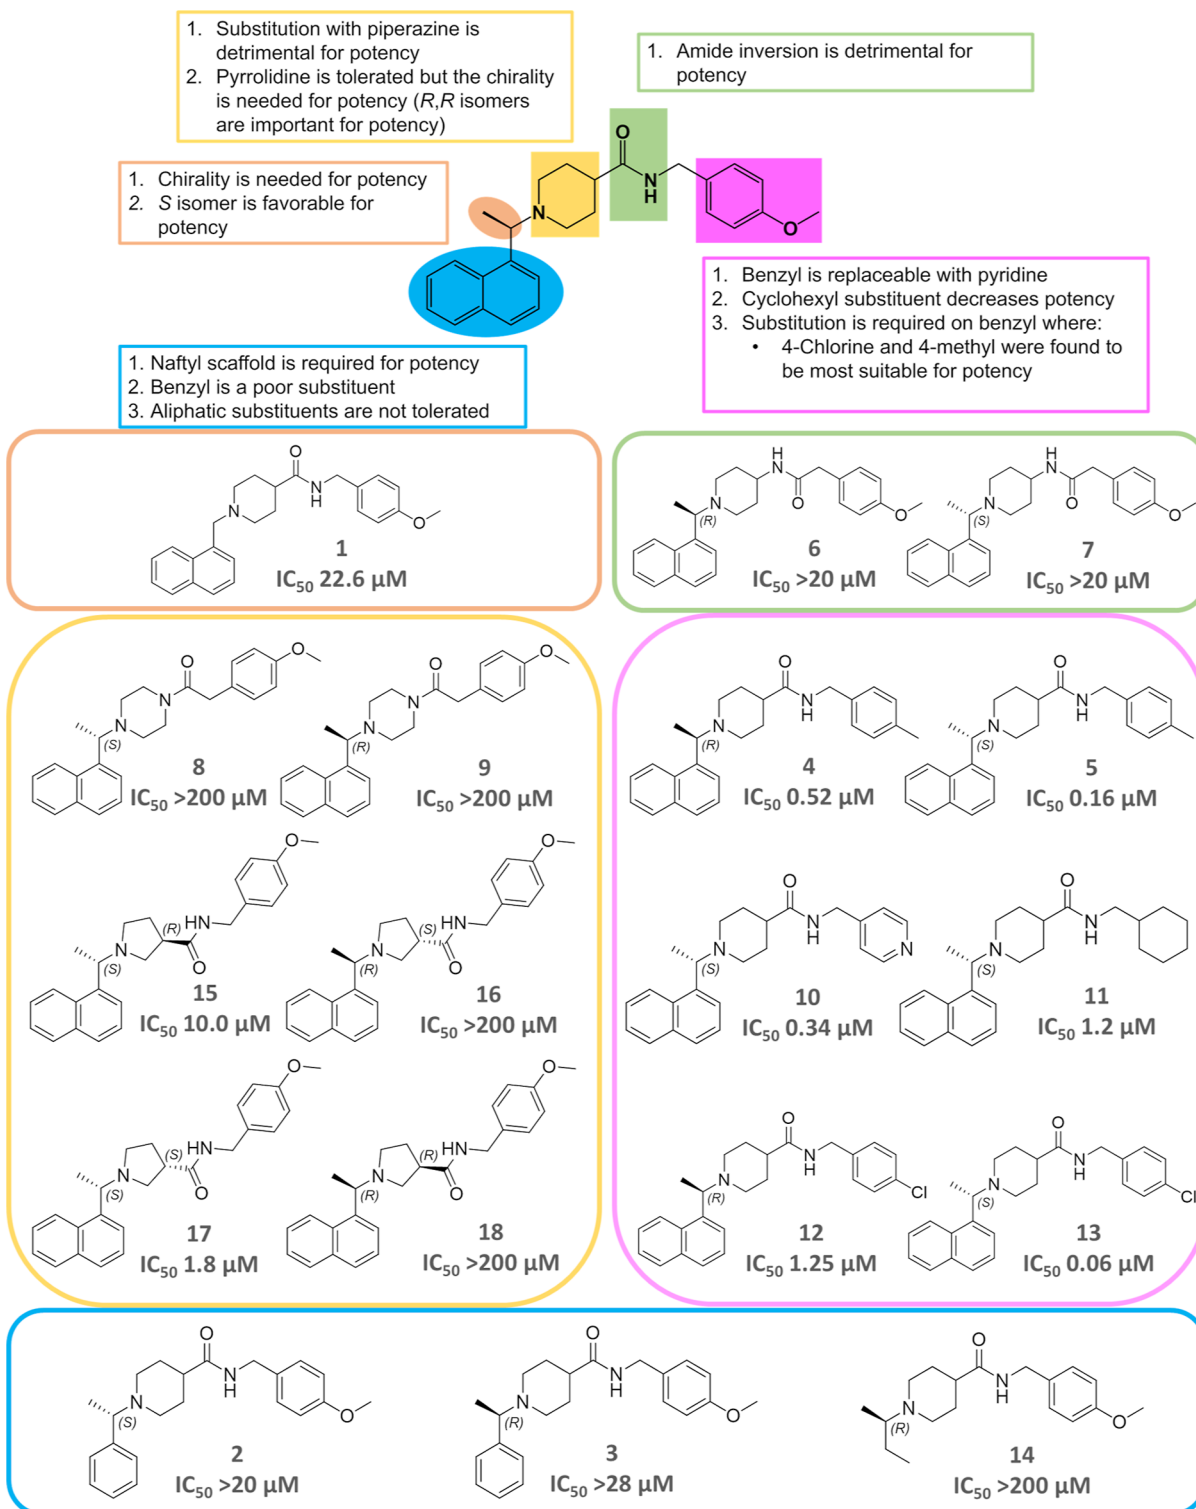 1. Substitution with piperazine is
detrimental for potency
2. Pyrrolidine is tolerated but the chirality
is needed for potency (R,R isomers
are important for potency)
1. Amide inversion is detrimental for
potency
1. Chirality is needed for potency
2. S isomer is favorable for
potency
O
N
N
H
O
1. Benzyl is replaceable with pyridine
2. Cyclohexyl substituent decreases potency
3. Substitution is required on benzyl where:
• 4-Chlorine and 4-methyl were found to
be most suitable for potency
1. Naftyl scaffold is required for potency
2. Benzyl is a poor substituent
3. Aliphatic substituents are not tolerated
O
N
N
H
O
1
IC50 22.6 µM
H
N
N
O
O
(R)
6
IC50 >20 µM
H
N
N
O
O
(S)
7
IC50 >20 µM
O
O
N
N
(S)
8
IC50 >200 µM
O
O
N
N
(R)
9
IC50 >200 µM
O
N
N
H
(R)
4
IC50 0.52 µM
O
N
N
H
(S)
5
IC50 0.16 µM
O
HN
(R)
N
O
(S)
15
IC50 10.0 µM
O
HN
(S)
N
O
(R)
16
IC50 >200 µM
O
N
N
H
N
(S)
10
IC50 0.34 µM
O
N
N
H
(S)
11
IC50 1.2 µM
O
HN
(S)
N
O
(S)
17
IC50 1.8 µM
O
HN
(R)
N
O
(R)
18
IC50 >200 µM
O
N
N
H
Cl
(R)
12
IC50 1.25 µM
O
N
N
H
Cl
(S)
13
IC50 0.06 µM
O
N
N
H
O
(S)
2
IC50 >20 µM
O
N
N
H
O
(R)
3
IC50 >28 µM
O
N
N
H
O
(R)
14
IC50 >200 µM